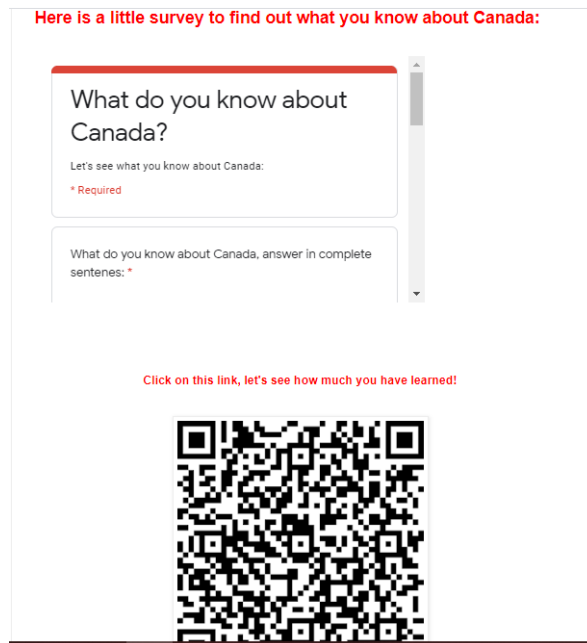 Here is a little survey to find out what you know about Canada:
What do you know about
Canada?
Let's see what you know about Canada:
* Required
What do you know about Canada, answer in complete
sentenes: *
Click on this link, let's see how much you have learned!